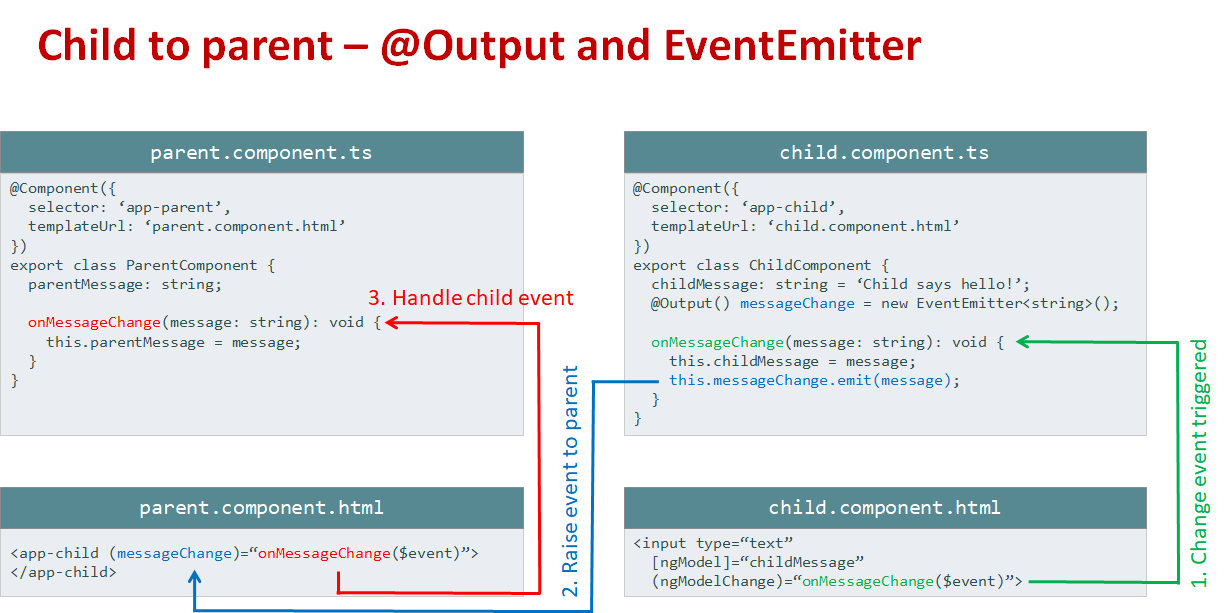 Child to parent – @Output and EventEmitter
parent.component.ts
@Component({
  selector: ‘app-parent’,
  templateUrl: ‘parent.component.html’
})
export class ParentComponent {
  parentMessage: string;
3. Handle child event
  onMessageChange(message: string): void {
    this.parentMessage = message;
  }
}
child.component.ts
@Component({
  selector: ‘app-child’,
  templateUrl: ‘child.component.html’
})
export class ChildComponent {
  childMessage: string = ‘Child says hello!’;
  @Output() messageChange = new EventEmitter<string>();
  onMessageChange(message: string): void {
    this.childMessage = message;
    this.messageChange.emit(message);
  }
}
parent.component.html
<app-child (messageChange)=“onMessageChange($event)”>
</app-child>
2. Raise event to parent
child.component.html
<input type=“text”
  [ngModel]=“childMessage”
  (ngModelChange)=“onMessageChange($event)”>
1. Change event triggered